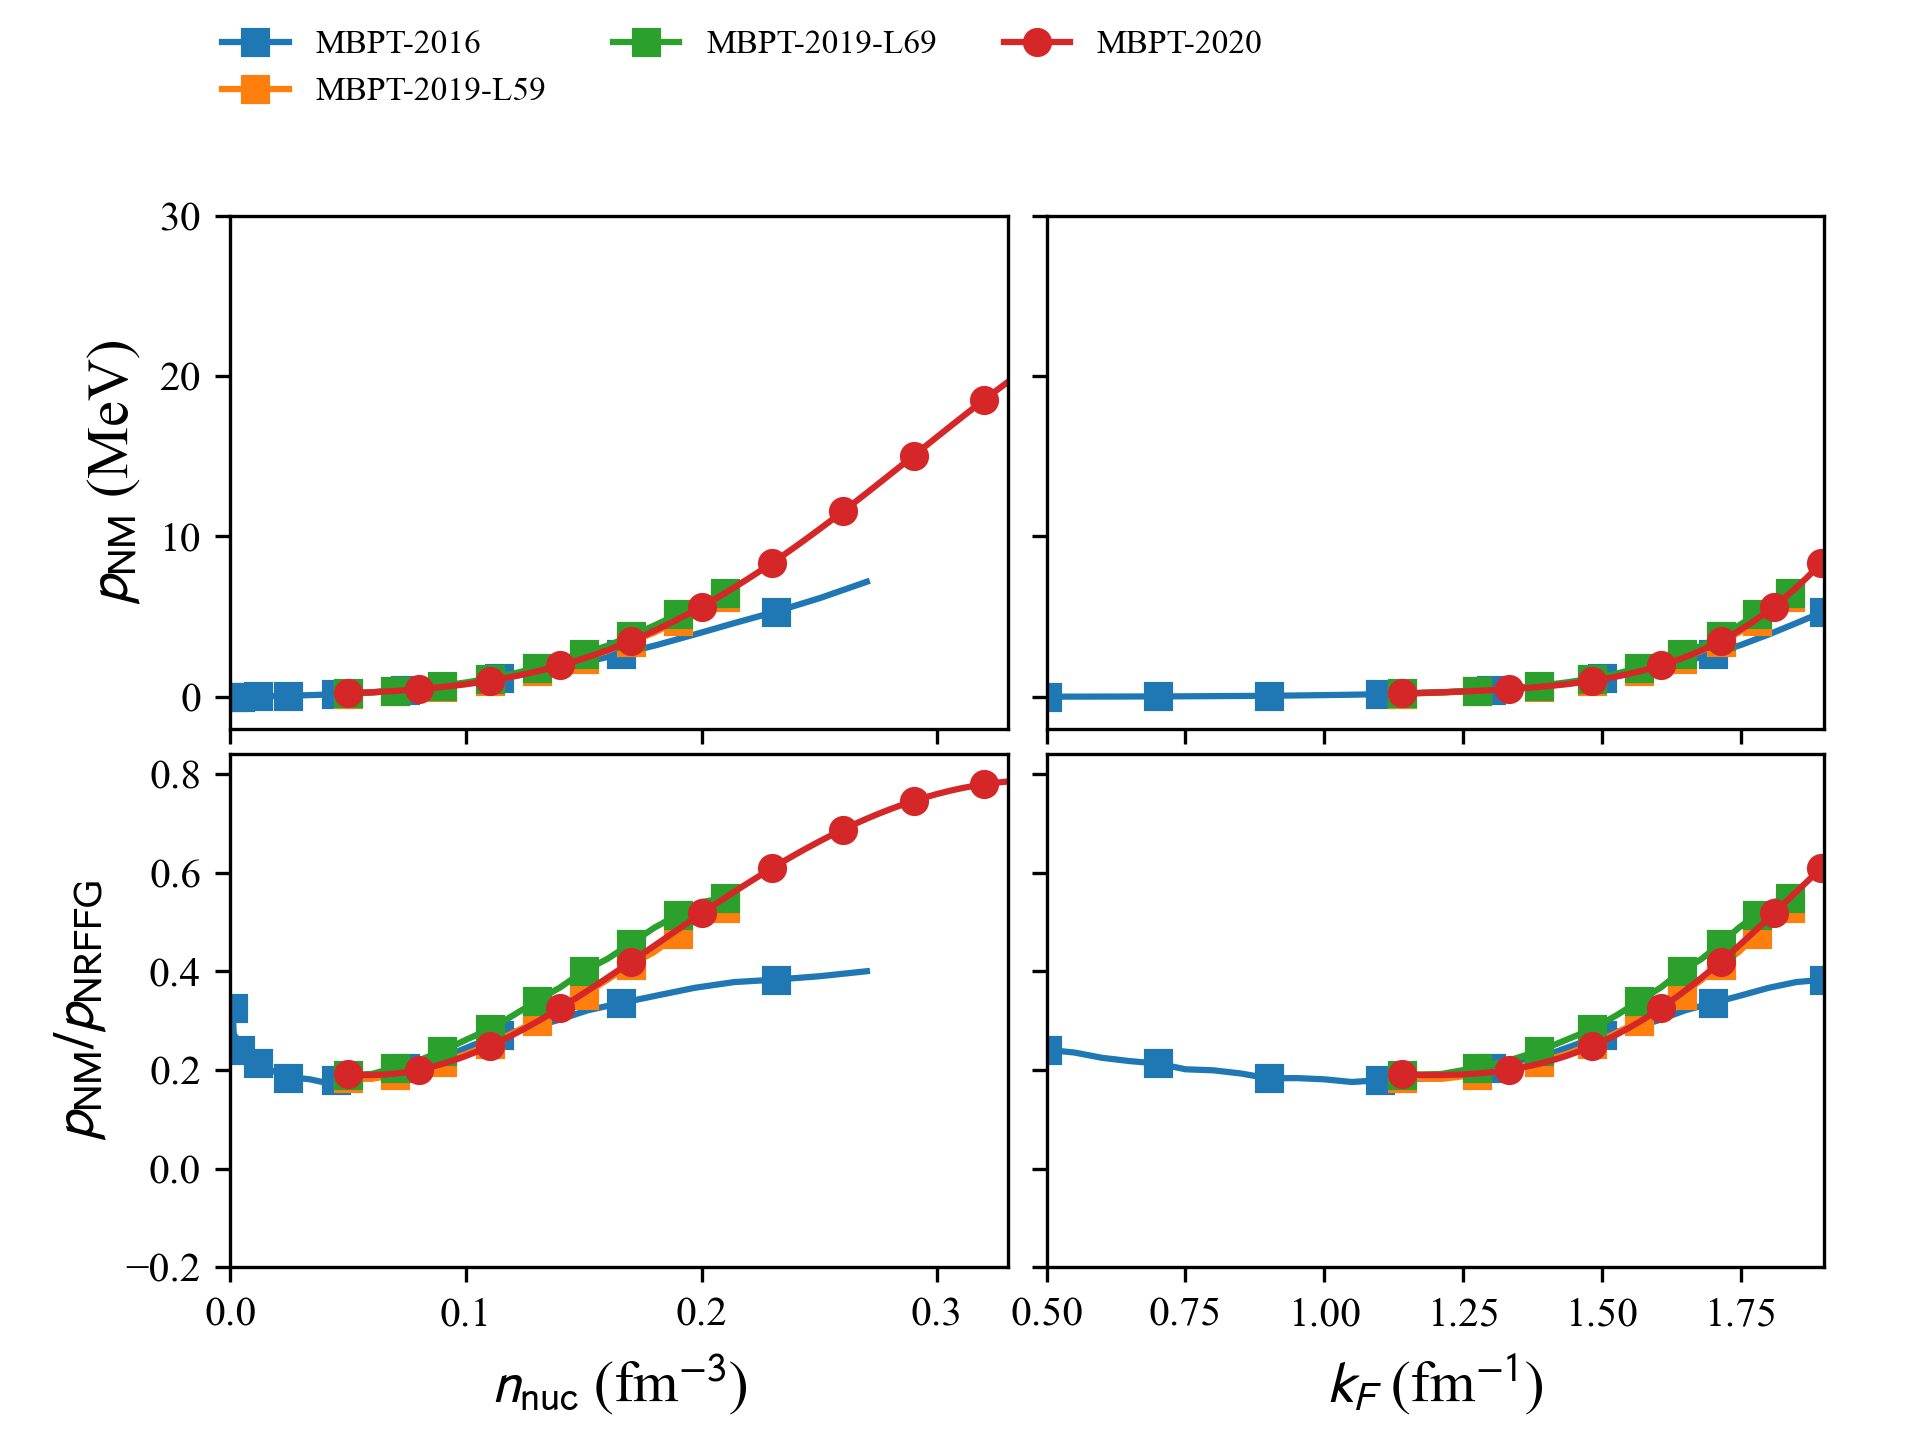 MBPT-2016
MBPT-2019-L59
MBPT-2019-L69
MBPT-2020
30
20
10
0
p_NM (MeV)
0.8
0.6
0.4
0.2
0.0
−0.2
p_NM/p_NRFFG
0.0 0.1 0.2 0.3
n_nuc (fm⁻³)
0.50 0.75 1.00 1.25 1.50 1.75
k_F (fm⁻¹)